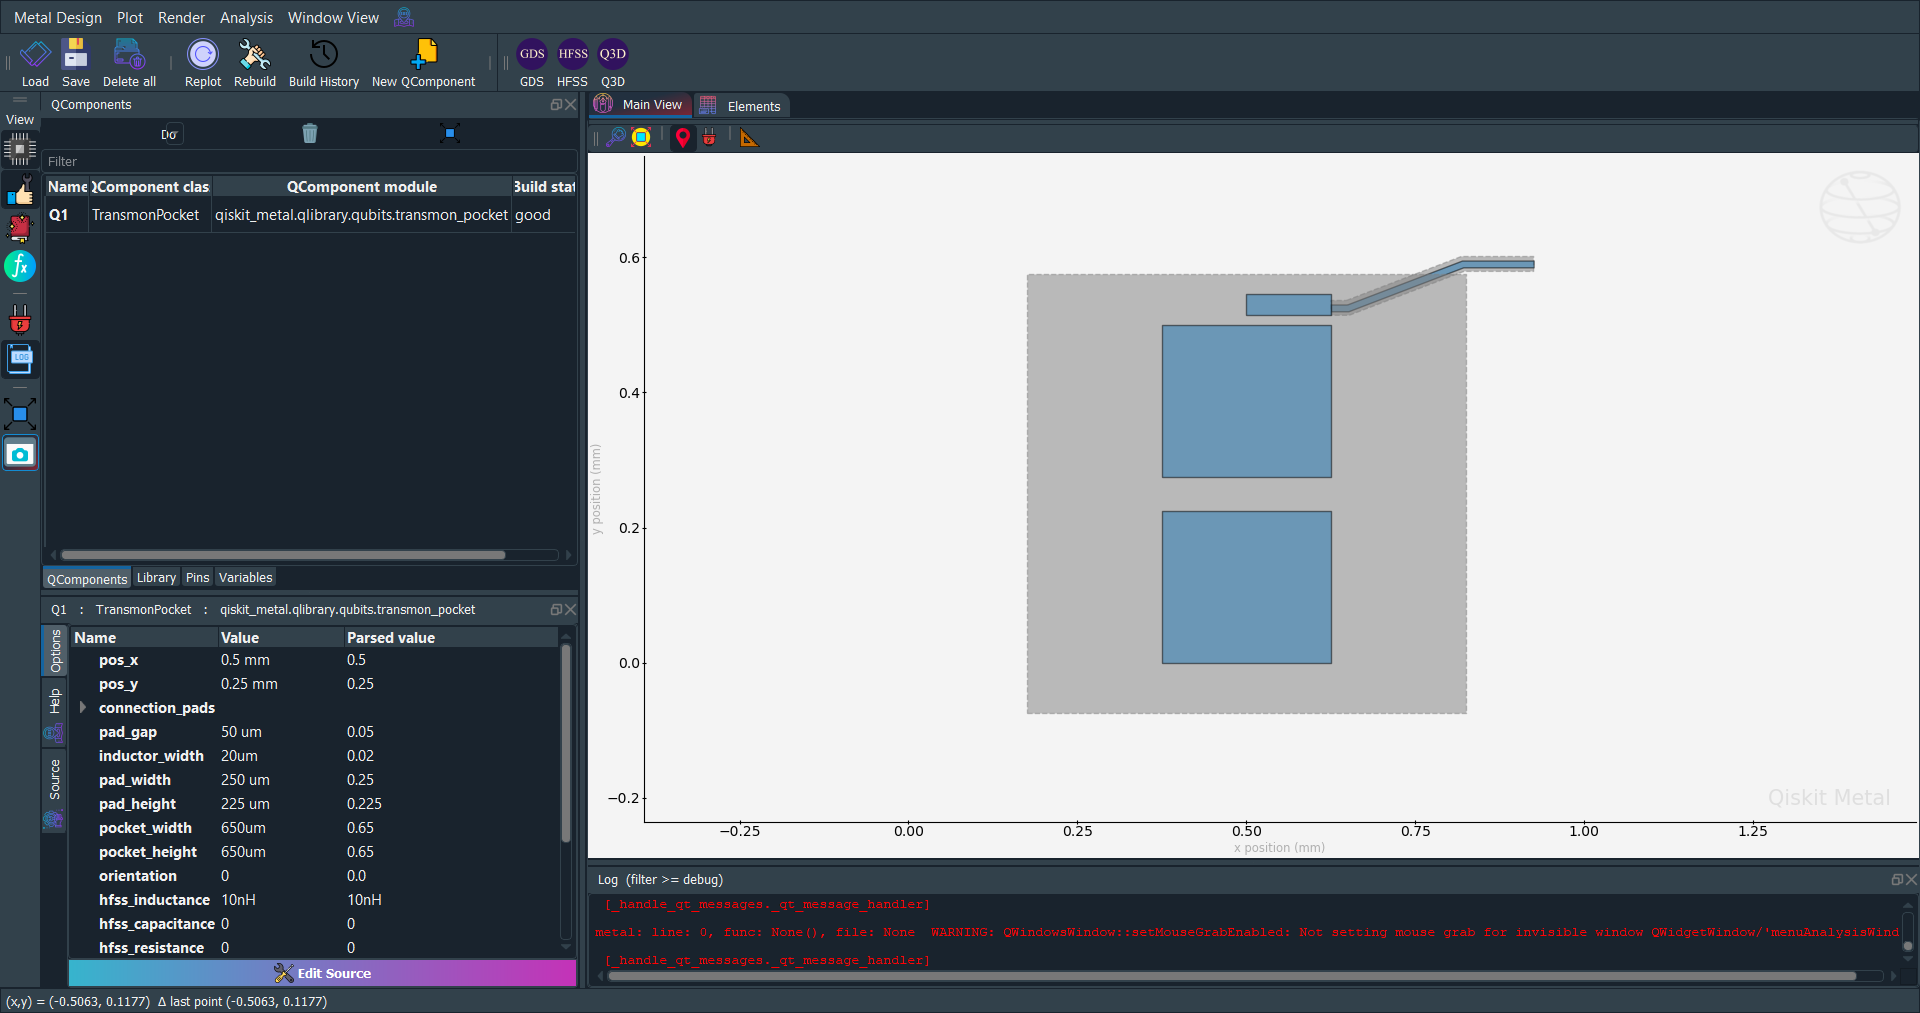 Metal Design Plot Render Analysis Window View
GDS HFSS Q3D
Load Save Delete all Replot Rebuild Build History New QComponent GDS HFSS Q3D
QComponents
View
Filter
Name QComponent clas QComponent module Build stat
Q1 TransmonPocket qiskit_metal.qlibrary.qubits.transmon_pocket good
LOG
QComponents Library Pins Variables
Q1 : TransmonPocket : qiskit_metal.qlibrary.qubits.transmon_pocket
Options
Help
Source
Name Value Parsed value
pos_x 0.5 mm 0.5
pos_y 0.25 mm 0.25
connection_pads
pad_gap 50 um 0.05
inductor_width 20um 0.02
pad_width 250 um 0.25
pad_height 225 um 0.225
pocket_width 650um 0.65
pocket_height 650um 0.65
orientation 0 0.0
hfss_inductance 10nH 10nH
hfss_capacitance 0 0
hfss_resistance 0 0
Edit Source
Main View Elements
0.6
0.4
0.2
0.0
−0.2
y position (mm)
−0.25 0.00 0.25 0.50 0.75 1.00 1.25
x position (mm)
Qiskit Metal
Log (filter >= debug)
[_handle_qt_messages._qt_message_handler]
metal: line: 0, func: None(), file: None WARNING: QWindowsWindow::setMouseGrabEnabled: Not setting mouse grab for invisible window QWidgetWindow/'menuAnalysisWind
[_handle_qt_messages._qt_message_handler]
(x,y) = (-0.5063, 0.1177) Δ last point (-0.5063, 0.1177)